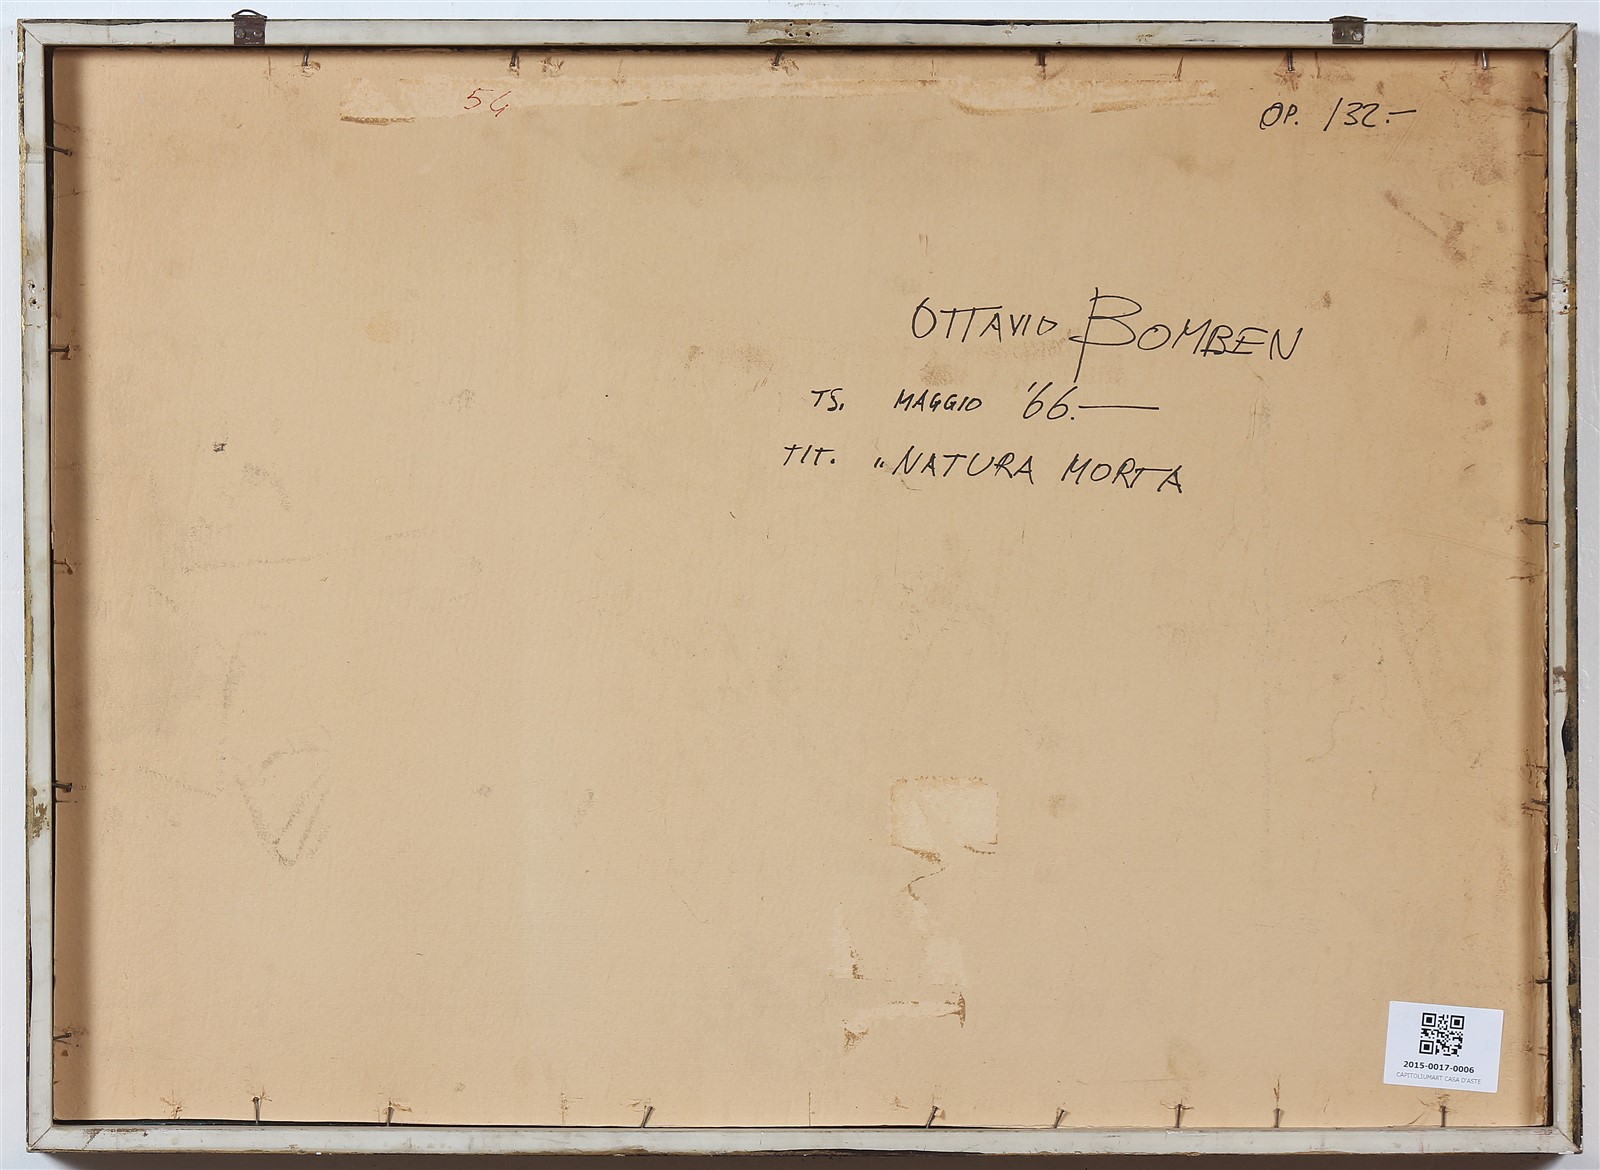 54
OP. 132.-
OTTAVIO BOMBEN
TS. MAGGIO '66.—
TIT. "NATURA MORTA
2015-0017-0006
CAPITOLIUMART CASA D'ASTE